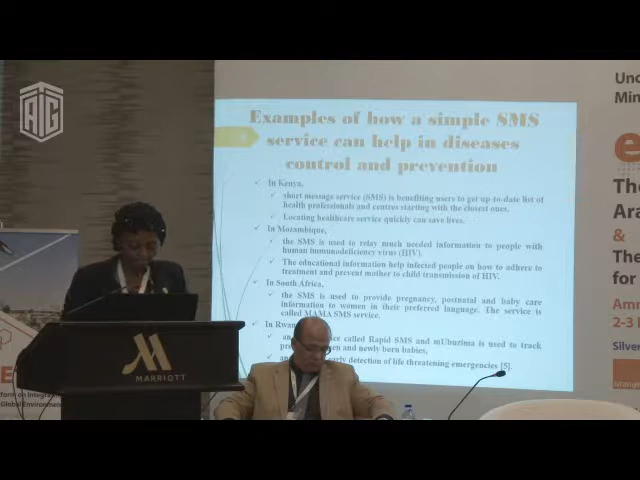 AIG
Examples of how a simple SMS
service can help in diseases
control and prevention
In Kenya,
short message service (SMS) is benefiting users to get up-to-date list of
health professionals and centres starting with the closest ones.
Locating healthcare service quickly can save lives.
In Mozambique,
the SMS is used to relay much needed information to people with
human immunodeficiency virus (HIV).
The educational information help infected people on how to adhere to
treatment and prevent mother to child transmission of HIV.
In South Africa,
the SMS is used to provide pregnancy, postnatal and baby care
information to women in their preferred language. The service is
called MAMA SMS service.
In Rwan
called Rapid SMS and mUbuzima is used to track
and newly born babies,
early detection of life threatening emergencies [5].
MARRIOTT
Unc
Min
e
The
Ara
&
The
for
Amm
2-3
Silver
Global Environme